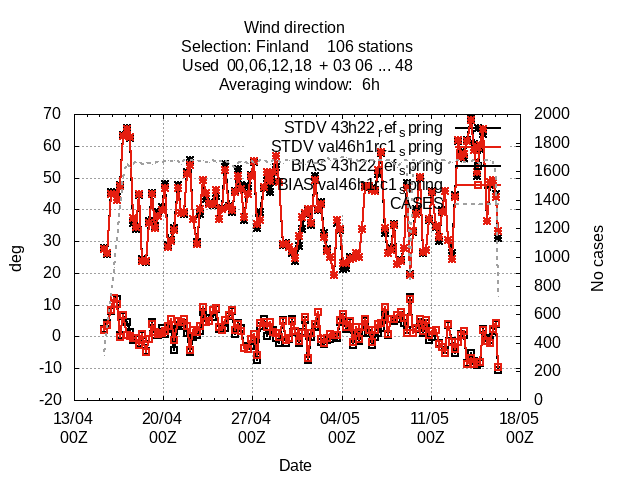 Wind direction
Selection: Finland 106 stations
Used 00,06,12,18 + 03 06 ... 48
Averaging window: 6h
70
60
50
40
30
20
10
0
-10
-20
deg
STDV 43h22_ref_spring
STDV val46h1rc1_spring
BIAS 43h22_ref_spring
BIAS val46h1rc1_spring
CASES
2000
1800
1600
1400
1200
1000
800
600
400
200
0
No cases
13/04 20/04 27/04 04/05 11/05 18/05
00Z 00Z 00Z 00Z 00Z 00Z
Date